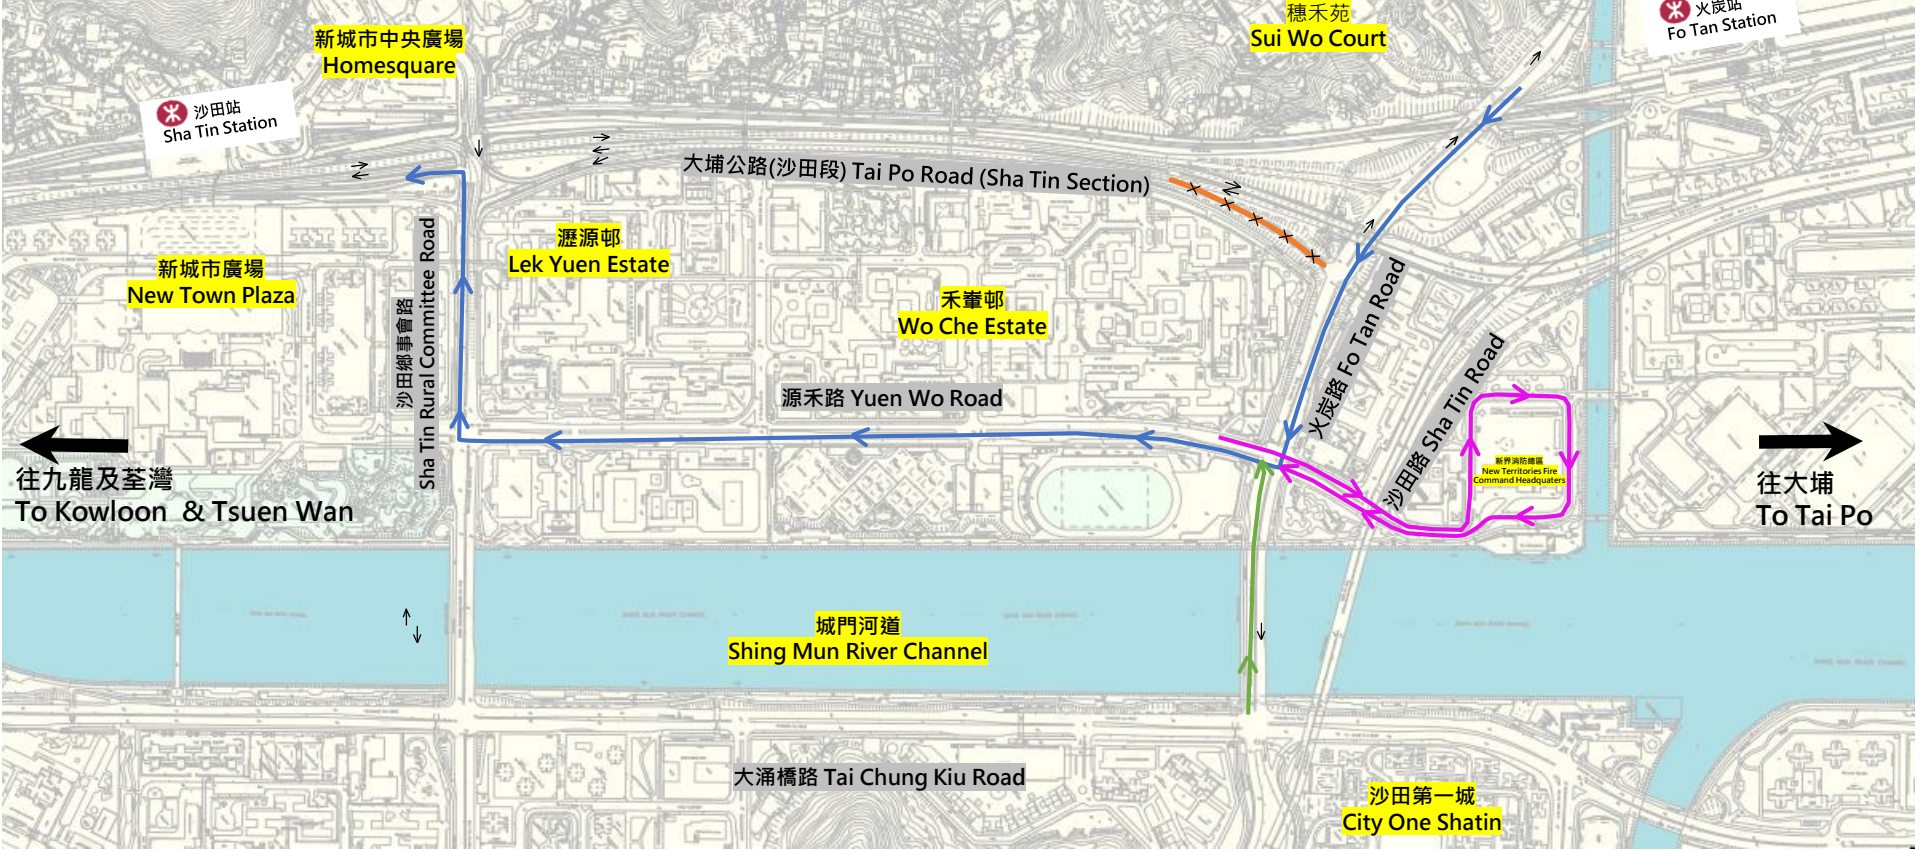 新城市中央廣場
Homesquare
穗禾苑
Sui Wo Court
火炭站
Fo Tan Station
沙田站
Sha Tin Station
大埔公路(沙田段) Tai Po Road (Sha Tin Section)
瀝源邨
Lek Yuen Estate
新城市廣場
New Town Plaza
沙田鄉事會路
Sha Tin Rural Committee Road
禾輋邨
Wo Che Estate
火炭路 Fo Tan Road
源禾路 Yuen Wo Road
沙田路 Sha Tin Road
新界消防總區
New Territories Fire
Command Headquaters
往九龍及荃灣
To Kowloon & Tsuen Wan
往大埔
To Tai Po
城門河道
Shing Mun River Channel
SHING MUN RIVER CHANNEL
大涌橋路 Tai Chung Kiu Road
沙田第一城
City One Shatin